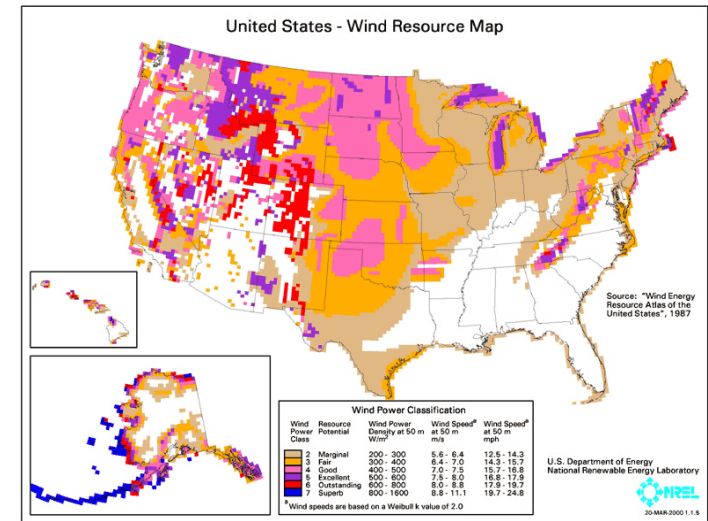 United States - Wind Resource Map
Source: "Wind Energy
Resource Atlas of the
United States", 1987
Wind Power Classification
Wind Power Class Resource Potential Wind Power Density at 50 m W/m² Wind Speedᵃ at 50 m m/s Wind Speedᵃ at 50 m mph
2 Marginal 200 - 300 5.6 - 6.4 12.5 - 14.3
3 Fair 300 - 400 6.4 - 7.0 14.3 - 15.7
4 Good 400 - 500 7.0 - 7.5 15.7 - 16.8
5 Excellent 500 - 600 7.5 - 8.0 16.8 - 17.9
6 Outstanding 600 - 800 8.0 - 8.8 17.9 - 19.7
7 Superb 800 - 1600 8.8 - 11.1 19.7 - 24.8
ᵃWind speeds are based on a Weibull k value of 2.0
U.S. Department of Energy
National Renewable Energy Laboratory
NREL
20-MAR-2000 1.1.5